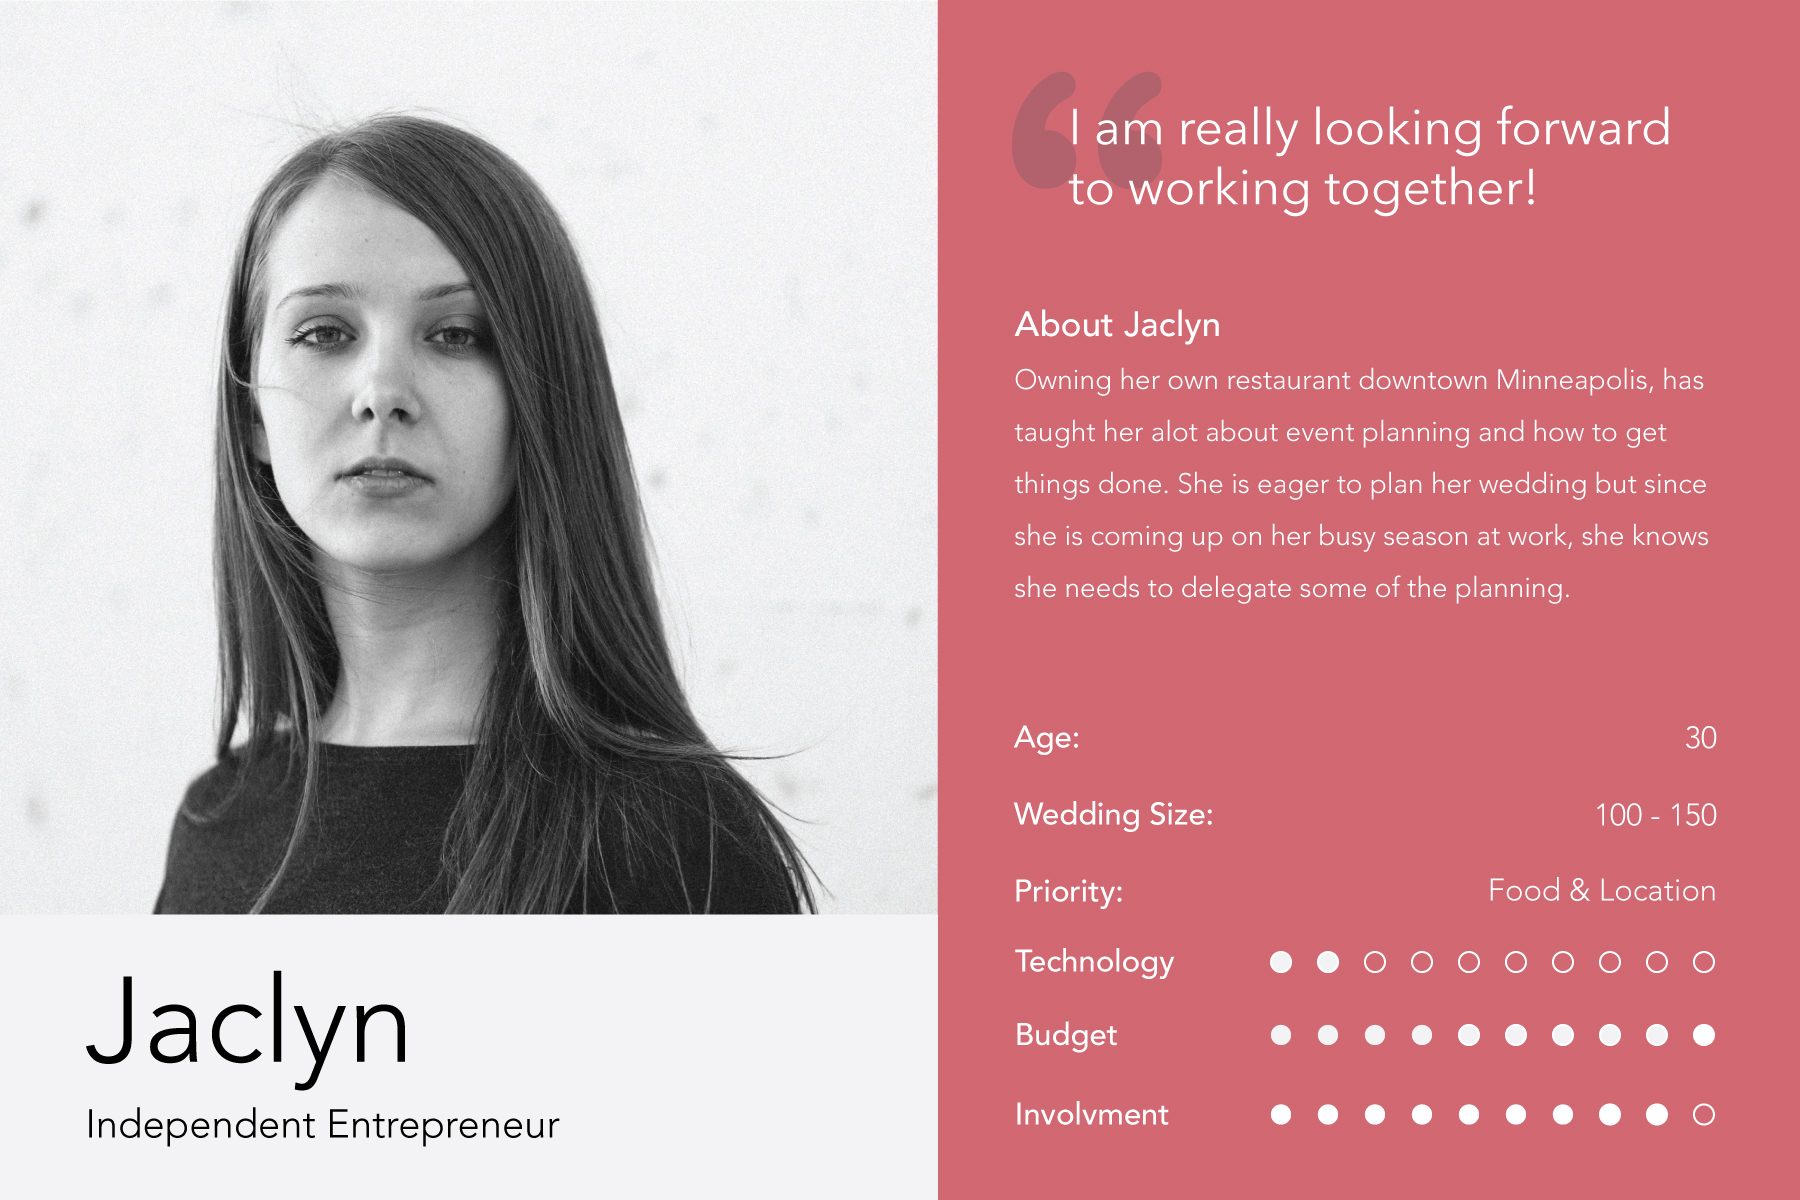 “
I am really looking forward
to working together!
About Jaclyn
Owning her own restaurant downtown Minneapolis, has
taught her alot about event planning and how to get
things done. She is eager to plan her wedding but since
she is coming up on her busy season at work, she knows
she needs to delegate some of the planning.
Age: 30
Wedding Size: 100 - 150
Priority: Food & Location
Technology
Budget
Involvment
Jaclyn
Independent Entrepreneur